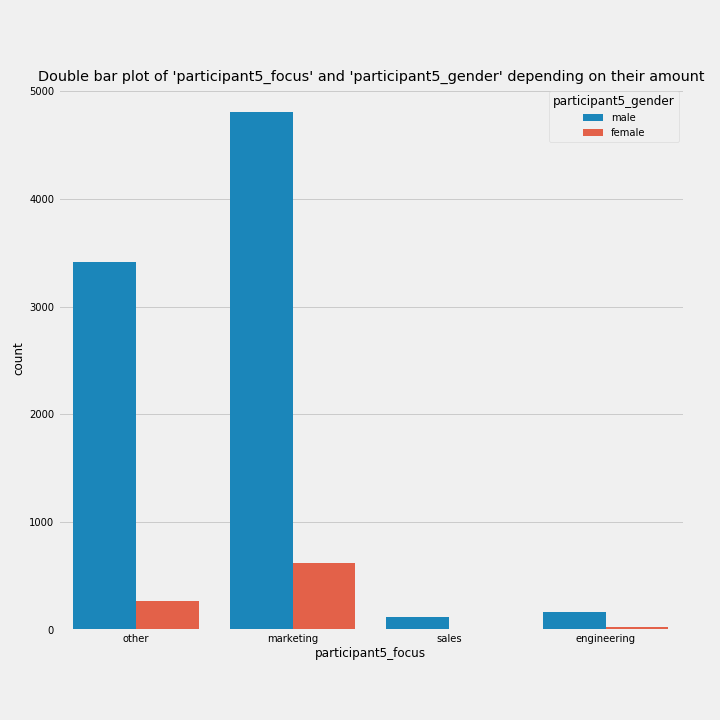 Double bar plot of 'participant5_focus' and 'participant5_gender' depending on their amount
participant5_gender
male
female
5000
4000
3000
2000
1000
0
count
other marketing sales engineering
participant5_focus